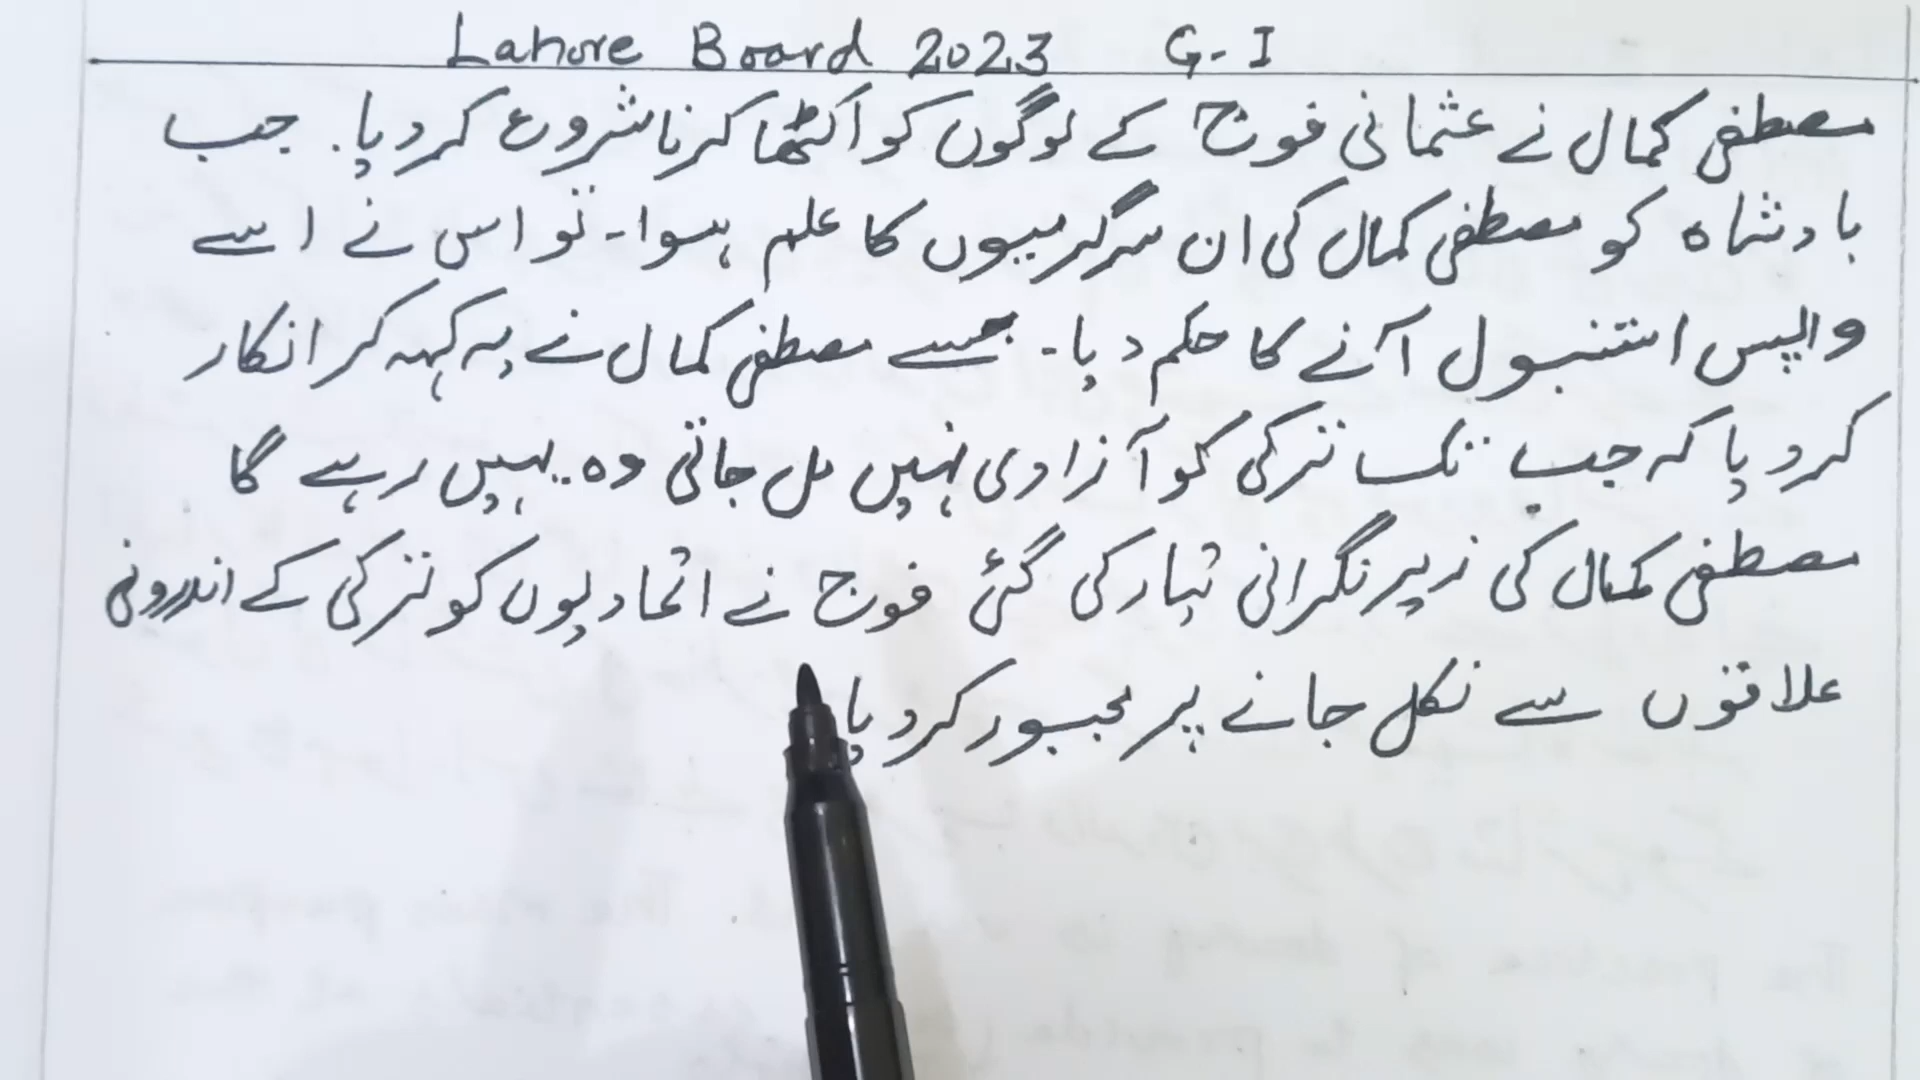 Lahore Board 2023 G-I
مصطفی کمال نے عثمانی فوج کے لوگوں کو اکٹھا کرنا شروع کر دیا۔ جب
بادشاہ کو مصطفی کمال کی ان سرگرمیوں کا علم ہوا۔ تو اس نے اسے
واپس استنبول آنے کا حکم دیا۔ جسے مصطفی کمال نے یہ کہہ کر انکار
کر دیا کہ جب تک ترکی کو آزادی نہیں مل جاتی وہ یہیں رہے گا
مصطفی کمال کی زیر نگرانی تیار کی گئی فوج نے اتحادیوں کو ترکی کے اندرونی
علاقوں سے نکل جانے پر مجبور کر دیا